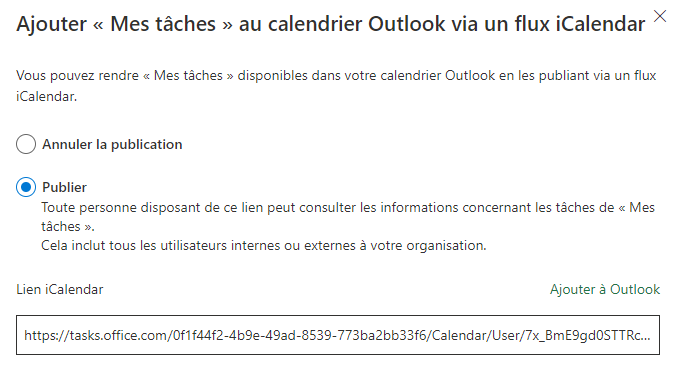 Ajouter « Mes tâches » au calendrier Outlook via un flux iCalendar
Vous pouvez rendre « Mes tâches » disponibles dans votre calendrier Outlook en les publiant via un flux
iCalendar.
Annuler la publication
Publier
Toute personne disposant de ce lien peut consulter les informations concernant les tâches de « Mes
tâches ».
Cela inclut tous les utilisateurs internes ou externes à votre organisation.
Lien iCalendar
Ajouter à Outlook
https://tasks.office.com/0f1f44f2-4b9e-49ad-8539-773ba2bb33f6/Calendar/User/7x_BmE9gd0STTRc...